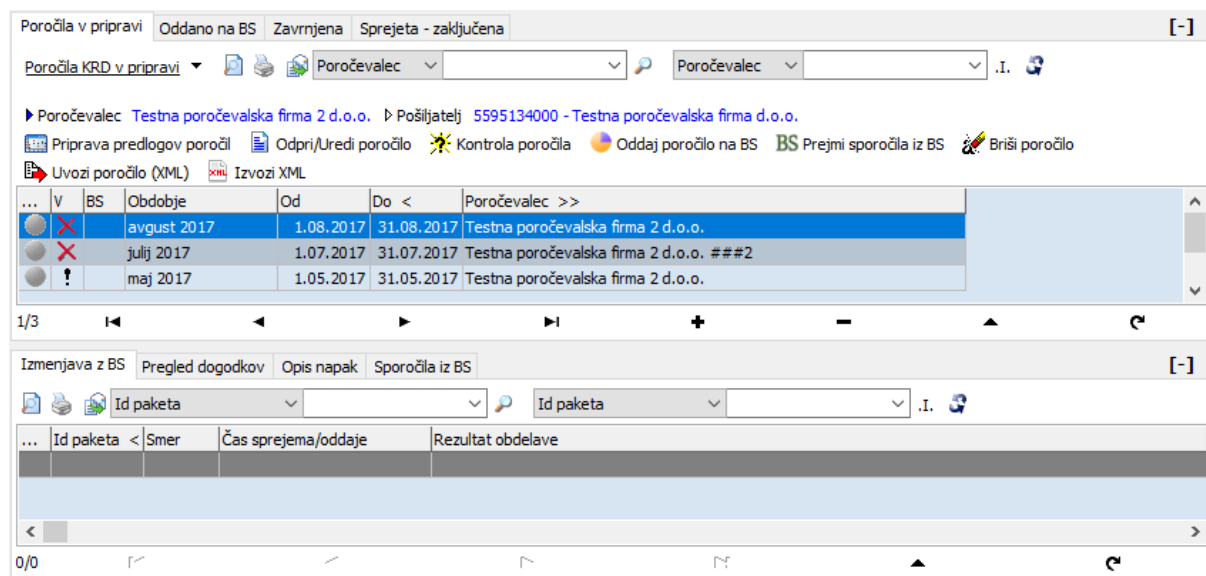 Poročila v pripravi Oddano na BS Zavrnjena Sprejeta - zaključena [-]
Poročila KRD v pripravi Poročevalec Poročevalec .I.
Poročevalec Testna poročevalska firma 2 d.o.o. Pošiljatelj 5595134000 - Testna poročevalska firma d.o.o.
Priprava predlogov poročil Odpri/Uredi poročilo Kontrola poročila Oddaj poročilo na BS BS Prejmi sporočila iz BS Briši poročilo
Uvozi poročilo (XML) XML Izvozi XML
... V BS Obdobje Od Do < Poročevalec >>
avgust 2017 1.08.2017 31.08.2017 Testna poročevalska firma 2 d.o.o.
julij 2017 1.07.2017 31.07.2017 Testna poročevalska firma 2 d.o.o. ###2
maj 2017 1.05.2017 31.05.2017 Testna poročevalska firma 2 d.o.o.
1/3
Izmenjava z BS Pregled dogodkov Opis napak Sporočila iz BS [-]
Id paketa Id paketa .I.
... Id paketa < Smer Čas sprejema/oddaje Rezultat obdelave
0/0